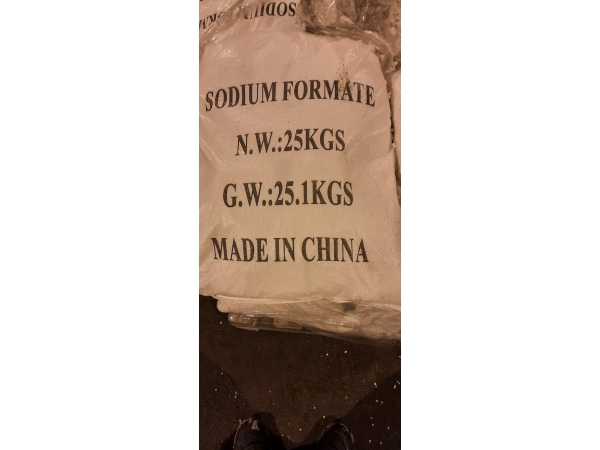 SODIUM FORMATE
N.W.:25KGS
G.W.:25.1KGS
MADE IN CHINA